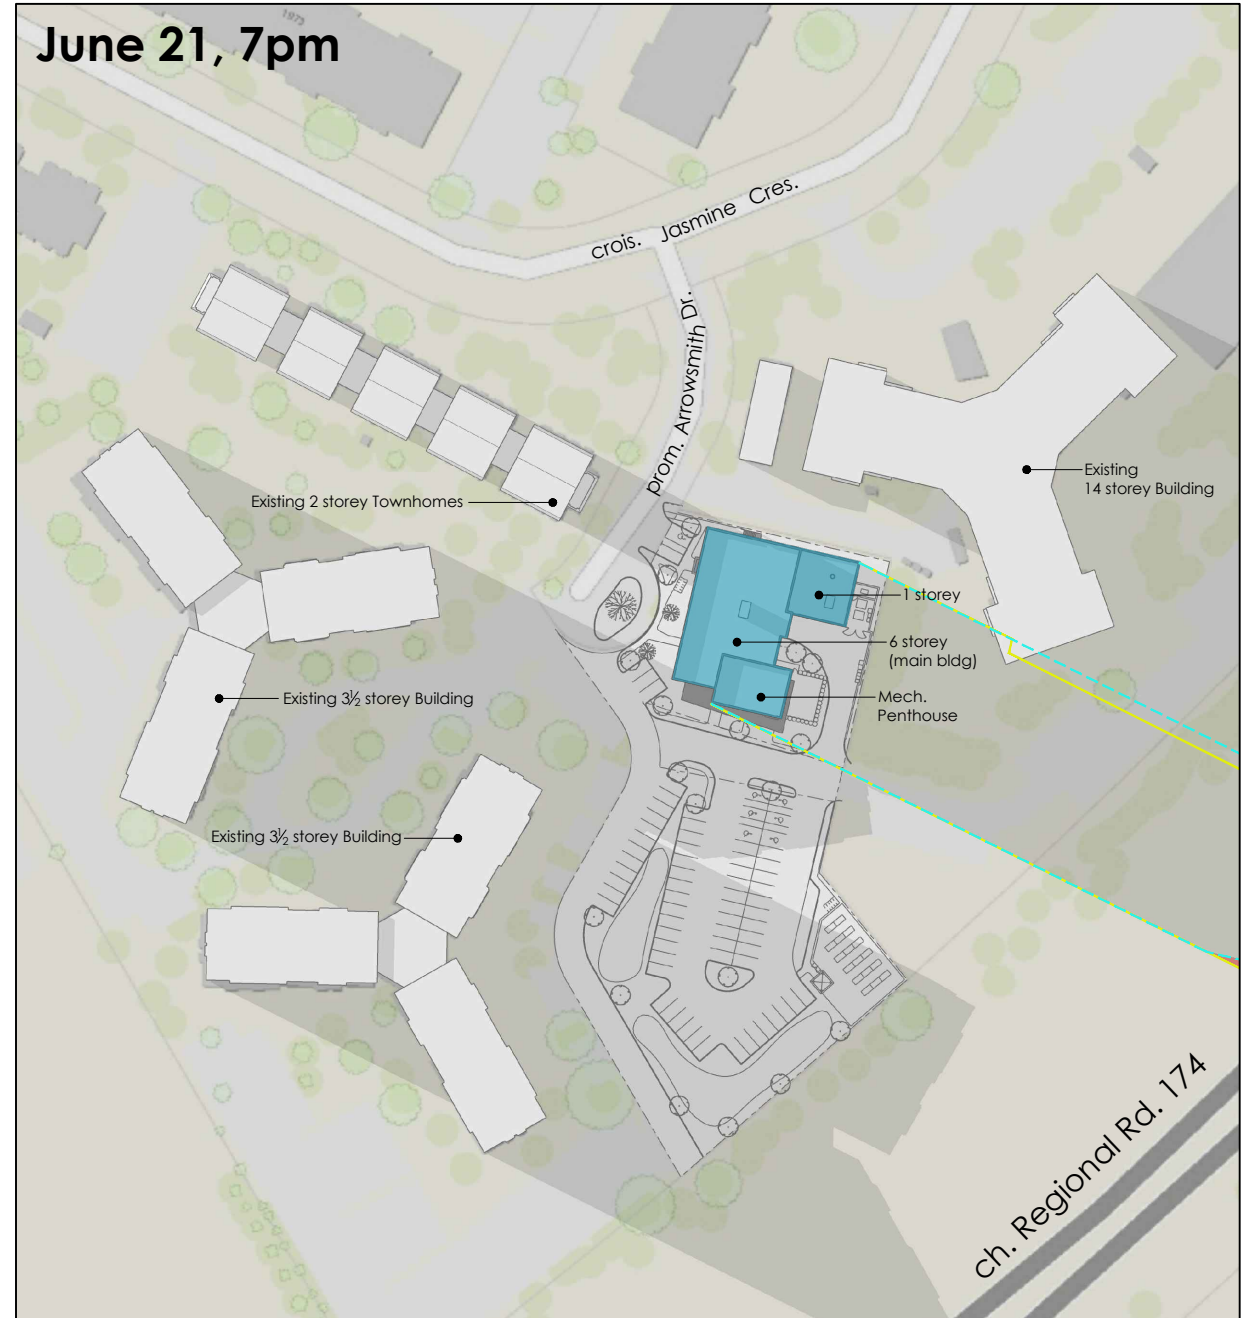 June 21, 7pm
1973
crois. Jasmine Cres.
prom. Arrowsmith Dr.
Existing
14 storey Building
Existing 2 storey Townhomes
1 storey
6 storey
(main bldg)
Existing 3½ storey Building
Mech.
Penthouse
Existing 3½ storey Building
ch. Regional Rd. 174